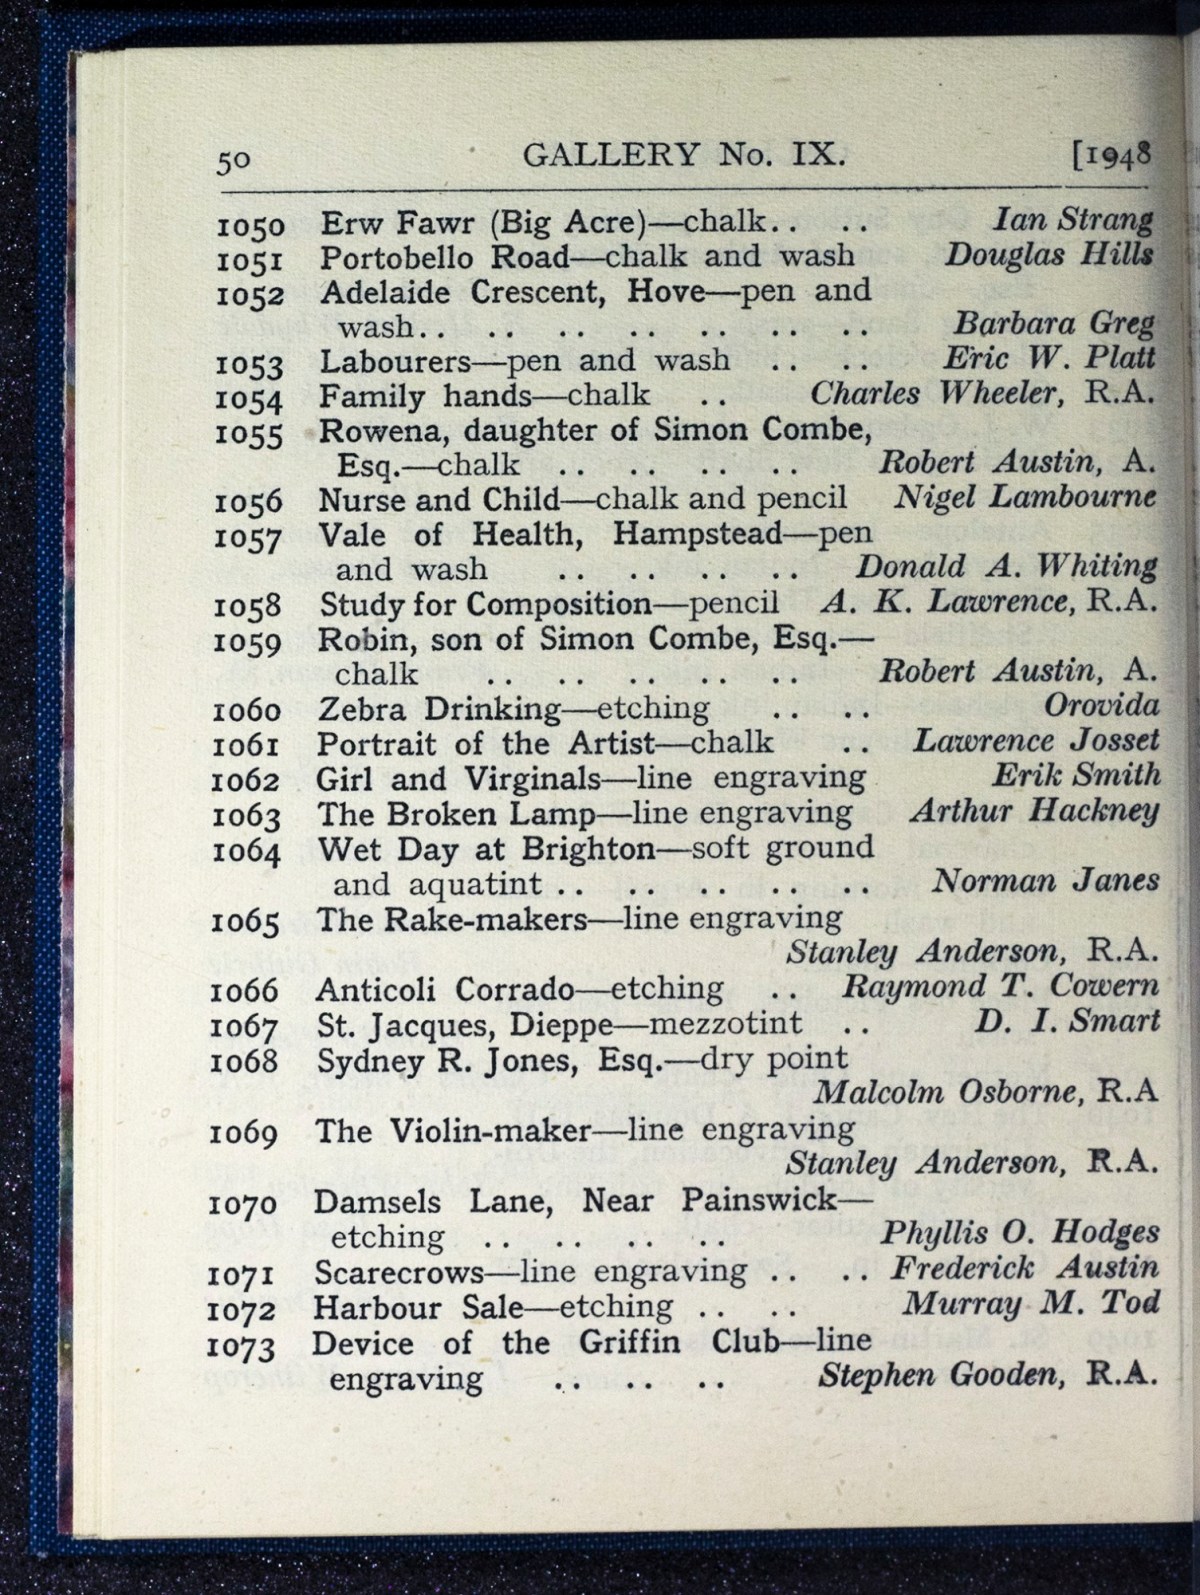 50 GALLERY No. IX. [1948
1050 Erw Fawr (Big Acre)—chalk.. .. Ian Strang
1051 Portobello Road—chalk and wash Douglas Hills
1052 Adelaide Crescent, Hove—pen and
wash.. .. .. .. .. .. .. Barbara Greg
1053 Labourers—pen and wash .. .. Eric W. Platt
1054 Family hands—chalk .. Charles Wheeler, R.A.
1055 Rowena, daughter of Simon Combe,
Esq.—chalk .. .. .. .. Robert Austin, A.
1056 Nurse and Child—chalk and pencil Nigel Lambourne
1057 Vale of Health, Hampstead—pen
and wash .. .. .. .. Donald A. Whiting
1058 Study for Composition—pencil A. K. Lawrence, R.A.
1059 Robin, son of Simon Combe, Esq.—
chalk .. .. .. .. .. Robert Austin, A.
1060 Zebra Drinking—etching .. .. Orovida
1061 Portrait of the Artist—chalk .. Lawrence Josset
1062 Girl and Virginals—line engraving Erik Smith
1063 The Broken Lamp—line engraving Arthur Hackney
1064 Wet Day at Brighton—soft ground
and aquatint .. .. .. .. .. Norman Janes
1065 The Rake-makers—line engraving
Stanley Anderson, R.A.
1066 Anticoli Corrado—etching .. Raymond T. Cowern
1067 St. Jacques, Dieppe—mezzotint .. D. I. Smart
1068 Sydney R. Jones, Esq.—dry point
Malcolm Osborne, R.A
1069 The Violin-maker—line engraving
Stanley Anderson, R.A.
1070 Damsels Lane, Near Painswick—
etching .. .. .. .. Phyllis O. Hodges
1071 Scarecrows—line engraving .. .. Frederick Austin
1072 Harbour Sale—etching .. .. Murray M. Tod
1073 Device of the Griffin Club—line
engraving .. .. .. Stephen Gooden, R.A.